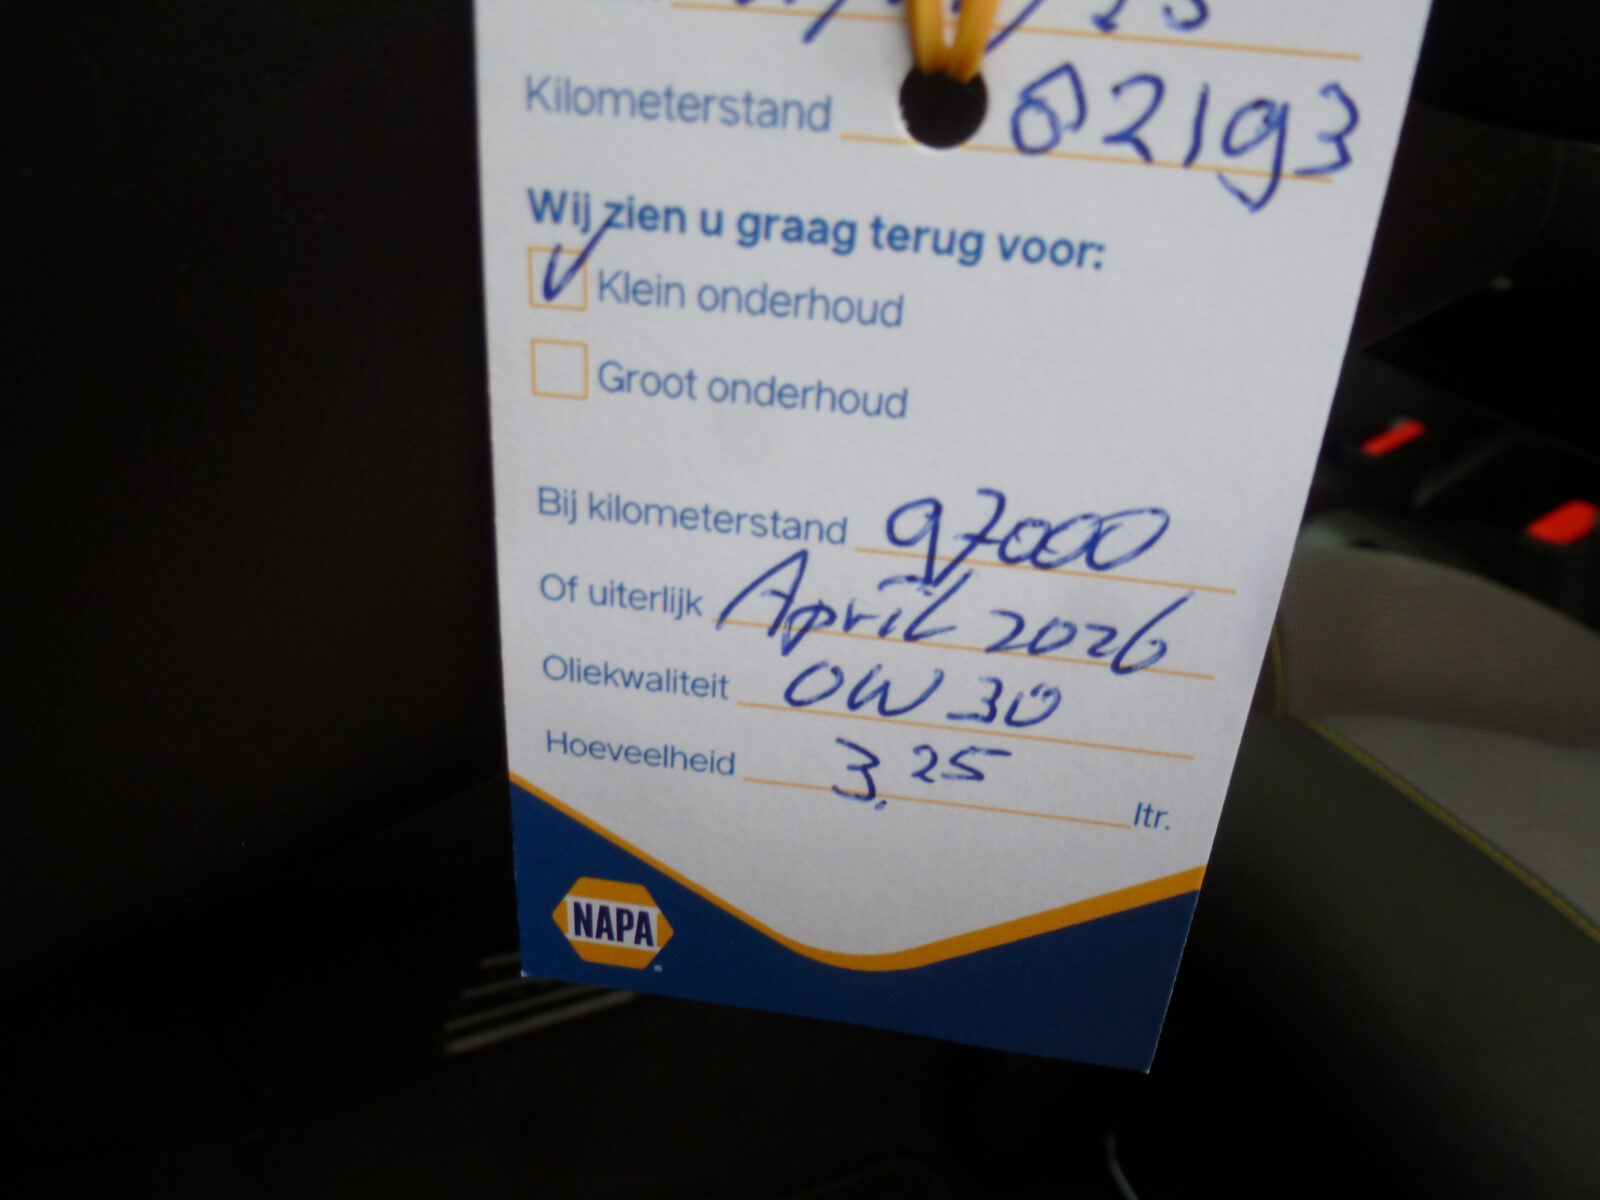 Kilometerstand 82193
Wij zien u graag terug voor:
Klein onderhoud
Groot onderhoud
Bij kilometerstand 97000
Of uiterlijk April 2026
Oliekwaliteit OW 30
Hoeveelheid 3,25 ltr.
NAPA